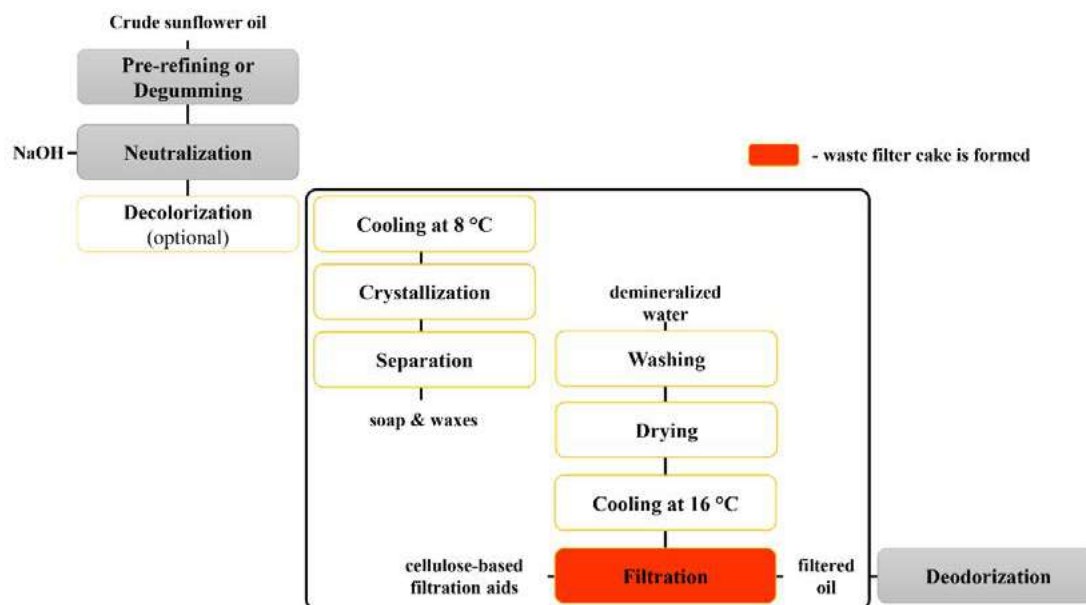 Crude sunflower oil
Pre-refining or
Degumming
NaOH
Neutralization
- waste filter cake is formed
Decolorization
(optional)
Cooling at 8 °C
Crystallization
demineralized
water
Separation
Washing
soap & waxes
Drying
Cooling at 16 °C
cellulose-based
filtration aids
Filtration
filtered
oil
Deodorization